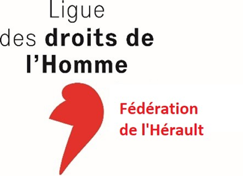 Ligue
des droits de
l'Homme
Fédération
de l'Hérault